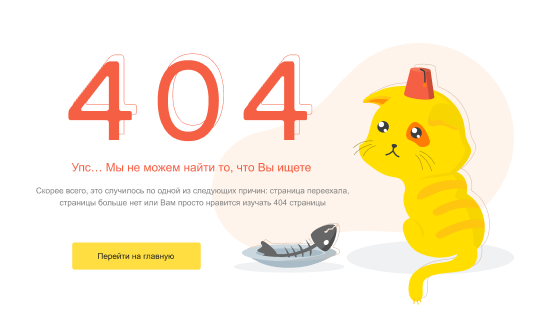 404
Упс... Мы не можем найти то, что Вы ищете
Скорее всего, это случилось по одной из следующих причин: страница переехала,
страницы больше нет или Вам просто нравится изучать 404 страницы
Перейти на главную